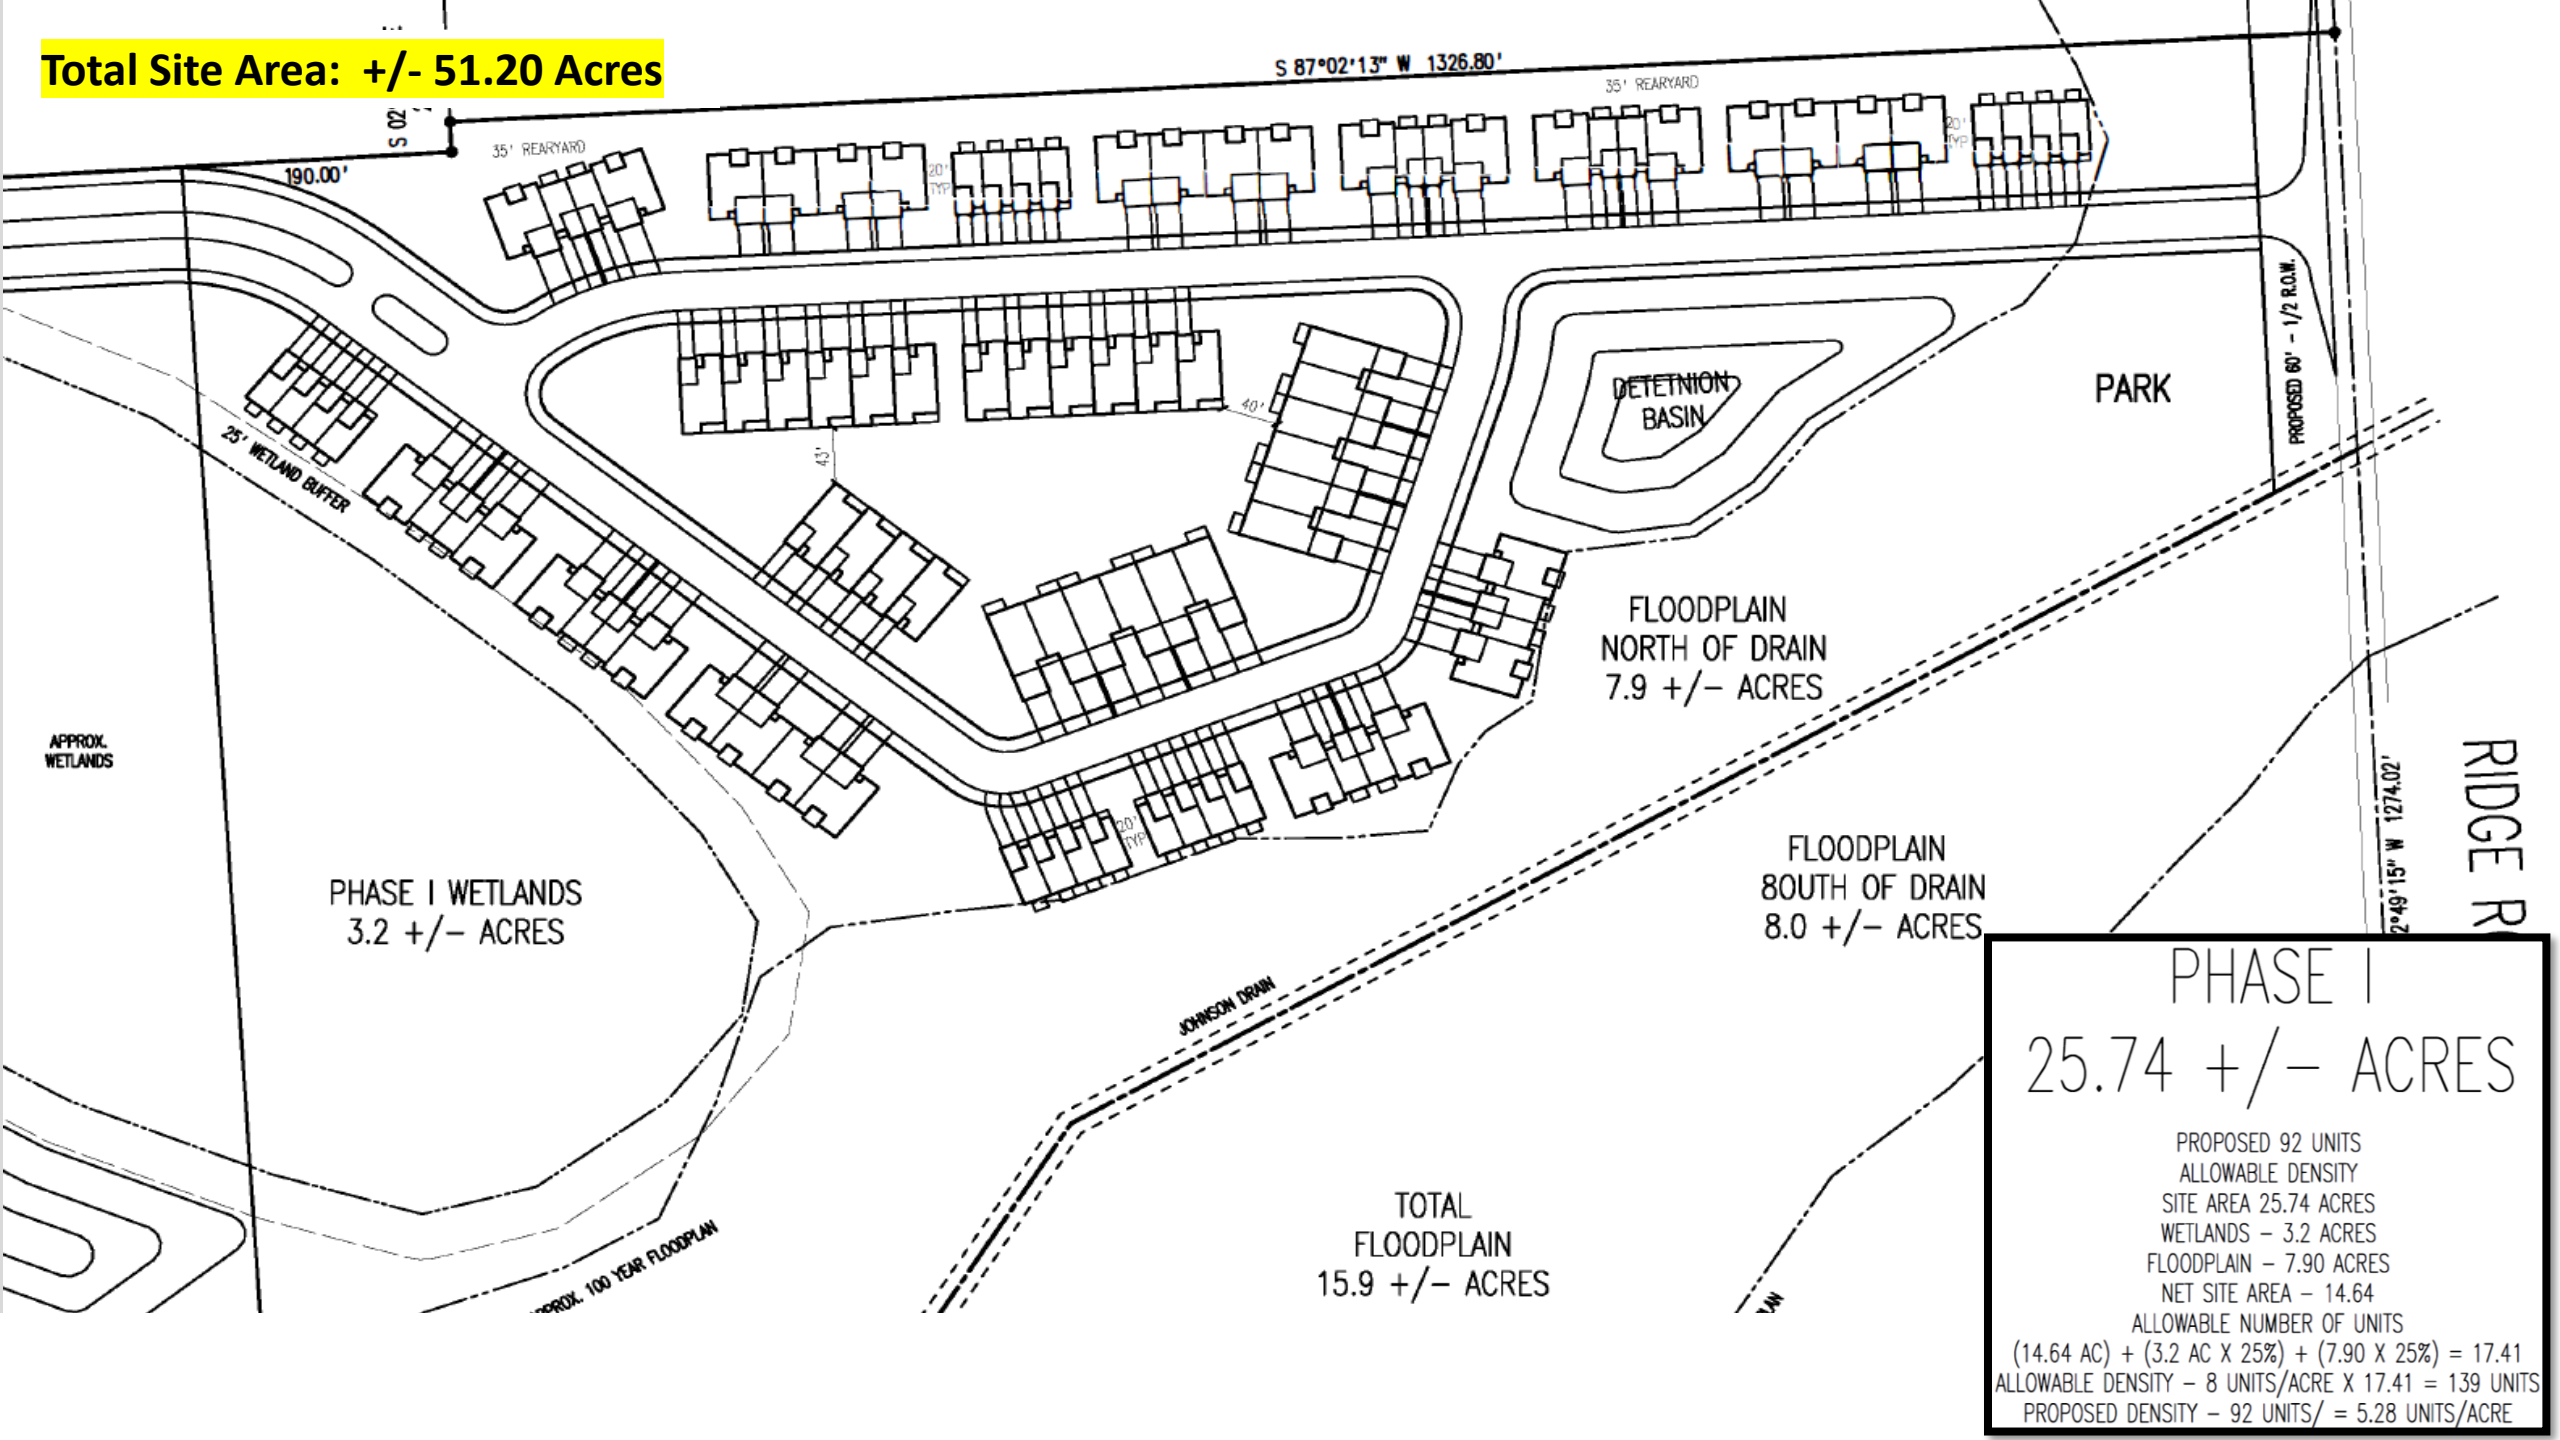 Total Site Area:  +/- 51.20 Acres
S 87°02'13" W 1326.80'
35' REARYARD
S 02
35' REARYARD
190.00'
20'
TYP
20'
TYP
PROPOSED 60' - 1/2 R.O.W.
DETETNION
BASIN
PARK
40'
43'
25' WETLAND BUFFER
FLOODPLAIN
NORTH OF DRAIN
7.9 +/- ACRES
APPROX.
WETLANDS
20'
TYP
PHASE I WETLANDS
3.2 +/- ACRES
FLOODPLAIN
SOUTH OF DRAIN
8.0 +/- ACRES
2°49'15" W 1274.02'
RIDGE
JOHNSON DRAIN
TOTAL
FLOODPLAIN
15.9 +/- ACRES
100 YEAR FLOODPLAN
PHASE I
25.74 +/- ACRES
PROPOSED 92 UNITS
ALLOWABLE DENSITY
SITE AREA 25.74 ACRES
WETLANDS - 3.2 ACRES
FLOODPLAIN - 7.90 ACRES
NET SITE AREA - 14.64
ALLOWABLE NUMBER OF UNITS
(14.64 AC) + (3.2 AC X 25%) + (7.90 X 25%) = 17.41
ALLOWABLE DENSITY - 8 UNITS/ACRE X 17.41 = 139 UNITS
PROPOSED DENSITY - 92 UNITS/ = 5.28 UNITS/ACRE